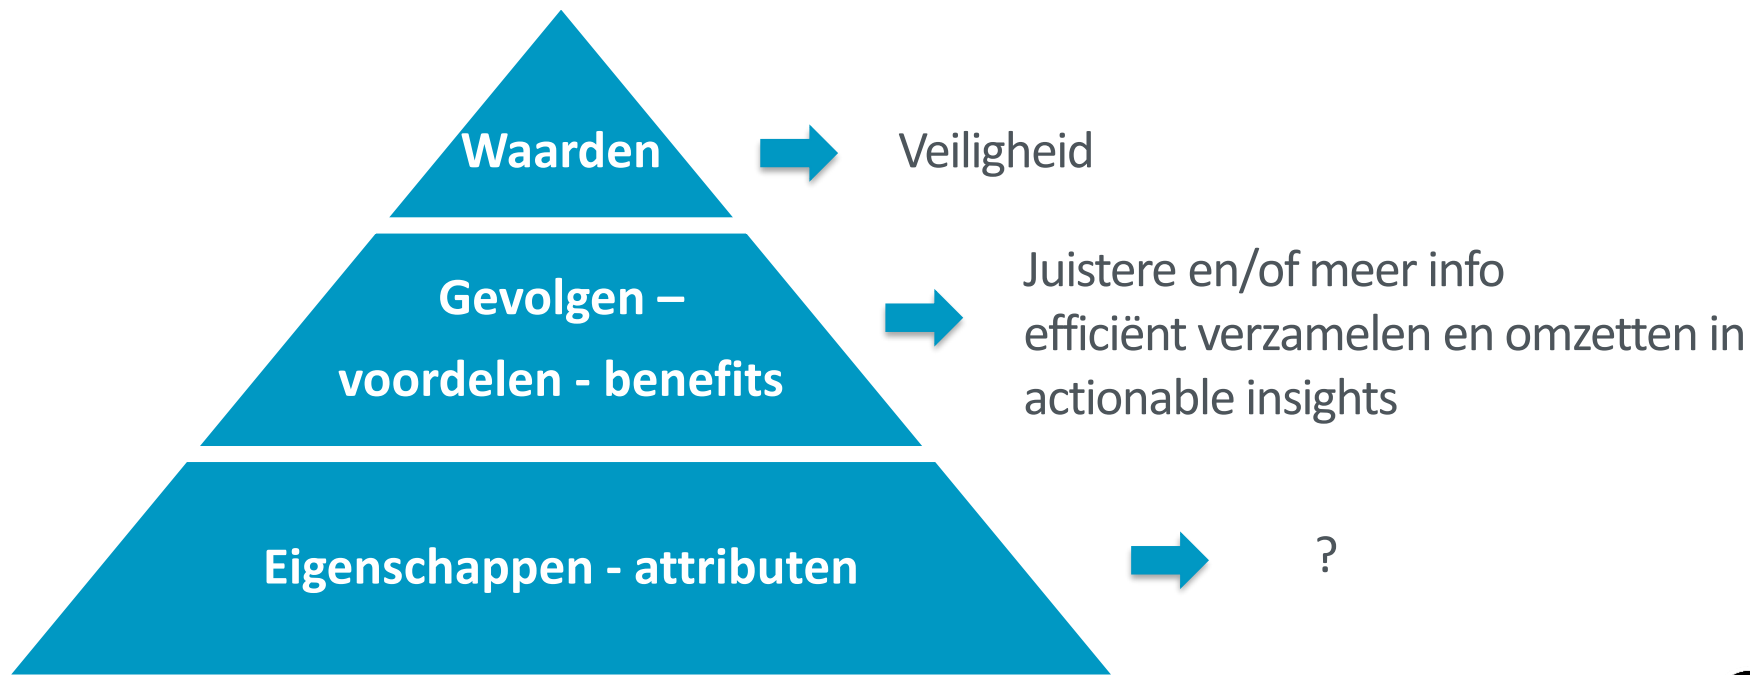 Waarden
Veiligheid
Gevolgen –
voordelen - benefits
Juistere en/of meer info
efficiënt verzamelen en omzetten in
actionable insights
Eigenschappen - attributen
?